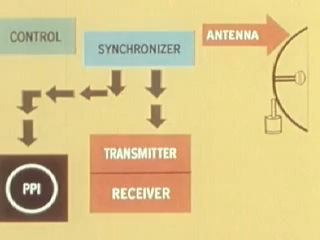 CONTROL
SYNCHRONIZER
ANTENNA
TRANSMITTER
RECEIVER
PPI